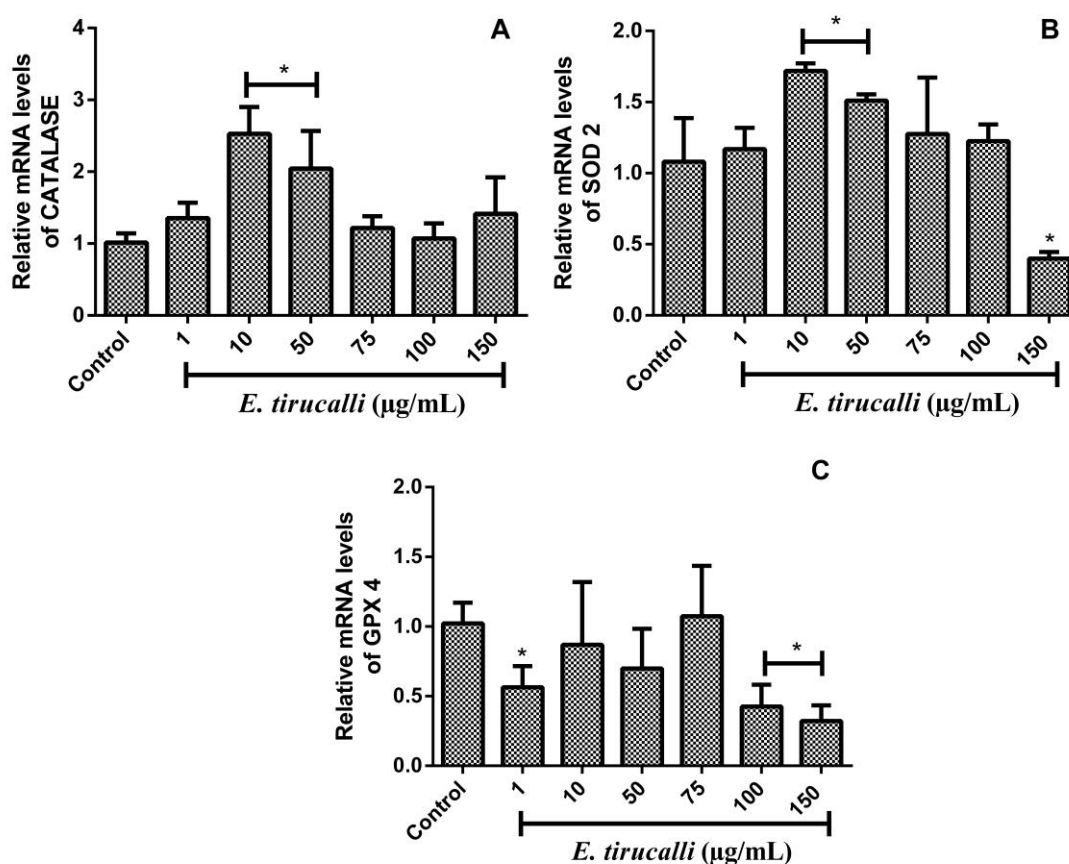 A
Relative mRNA levels
of CATALASE
4
3
2
1
0
*
Control
1
10
50
75
100
150
E. tirucalli (μg/mL)
B
Relative mRNA levels
of SOD 2
2.0
1.5
1.0
0.5
0.0
*
*
Control
1
10
50
75
100
150
E. tirucalli (μg/mL)
C
Relative mRNA levels
of GPX 4
2.0
1.5
1.0
0.5
0.0
*
*
Control
1
10
50
75
100
150
E. tirucalli (μg/mL)